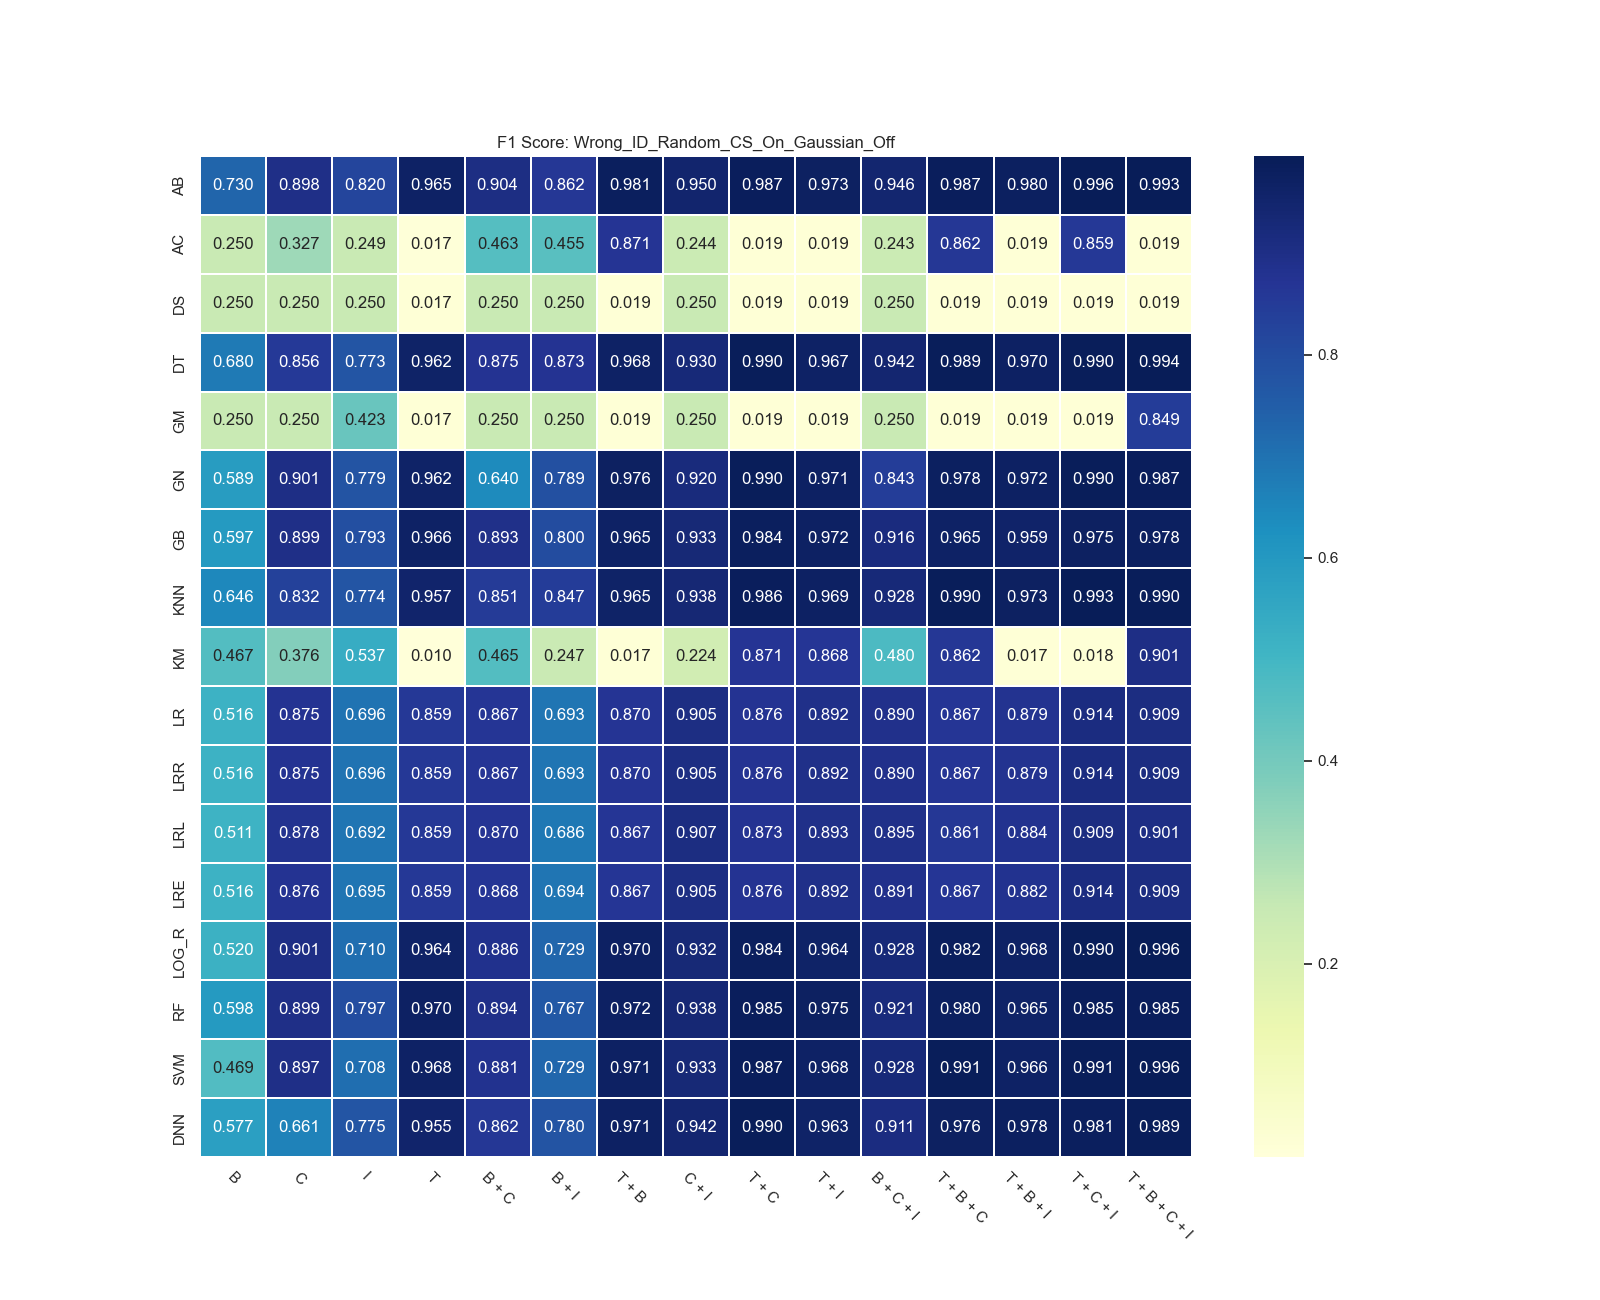 F1 Score: Wrong_ID_Random_CS_On_Gaussian_Off
AB 0.730 0.898 0.820 0.965 0.904 0.862 0.981 0.950 0.987 0.973 0.946 0.987 0.980 0.996 0.993
AC 0.250 0.327 0.249 0.017 0.463 0.455 0.871 0.244 0.019 0.019 0.243 0.862 0.019 0.859 0.019
DS 0.250 0.250 0.250 0.017 0.250 0.250 0.019 0.250 0.019 0.019 0.250 0.019 0.019 0.019 0.019
DT 0.680 0.856 0.773 0.962 0.875 0.873 0.968 0.930 0.990 0.967 0.942 0.989 0.970 0.990 0.994
GM 0.250 0.250 0.423 0.017 0.250 0.250 0.019 0.250 0.019 0.019 0.250 0.019 0.019 0.019 0.849
GN 0.589 0.901 0.779 0.962 0.640 0.789 0.976 0.920 0.990 0.971 0.843 0.978 0.972 0.990 0.987
GB 0.597 0.899 0.793 0.966 0.893 0.800 0.965 0.933 0.984 0.972 0.916 0.965 0.959 0.975 0.978
KNN 0.646 0.832 0.774 0.957 0.851 0.847 0.965 0.938 0.986 0.969 0.928 0.990 0.973 0.993 0.990
KM 0.467 0.376 0.537 0.010 0.465 0.247 0.017 0.224 0.871 0.868 0.480 0.862 0.017 0.018 0.901
LR 0.516 0.875 0.696 0.859 0.867 0.693 0.870 0.905 0.876 0.892 0.890 0.867 0.879 0.914 0.909
LRR 0.516 0.875 0.696 0.859 0.867 0.693 0.870 0.905 0.876 0.892 0.890 0.867 0.879 0.914 0.909
LRL 0.511 0.878 0.692 0.859 0.870 0.686 0.867 0.907 0.873 0.893 0.895 0.861 0.884 0.909 0.901
LRE 0.516 0.876 0.695 0.859 0.868 0.694 0.867 0.905 0.876 0.892 0.891 0.867 0.882 0.914 0.909
LOG_R 0.520 0.901 0.710 0.964 0.886 0.729 0.970 0.932 0.984 0.964 0.928 0.982 0.968 0.990 0.996
RF 0.598 0.899 0.797 0.970 0.894 0.767 0.972 0.938 0.985 0.975 0.921 0.980 0.965 0.985 0.985
SVM 0.469 0.897 0.708 0.968 0.881 0.729 0.971 0.933 0.987 0.968 0.928 0.991 0.966 0.991 0.996
DNN 0.577 0.661 0.775 0.955 0.862 0.780 0.971 0.942 0.990 0.963 0.911 0.976 0.978 0.981 0.989
B
C
I
T
B + C
B + I
T + B
C + I
T + C
T + I
B + C + I
T + B + C
T + B + I
T + C + I
T + B + C + I
0.8
0.6
0.4
0.2